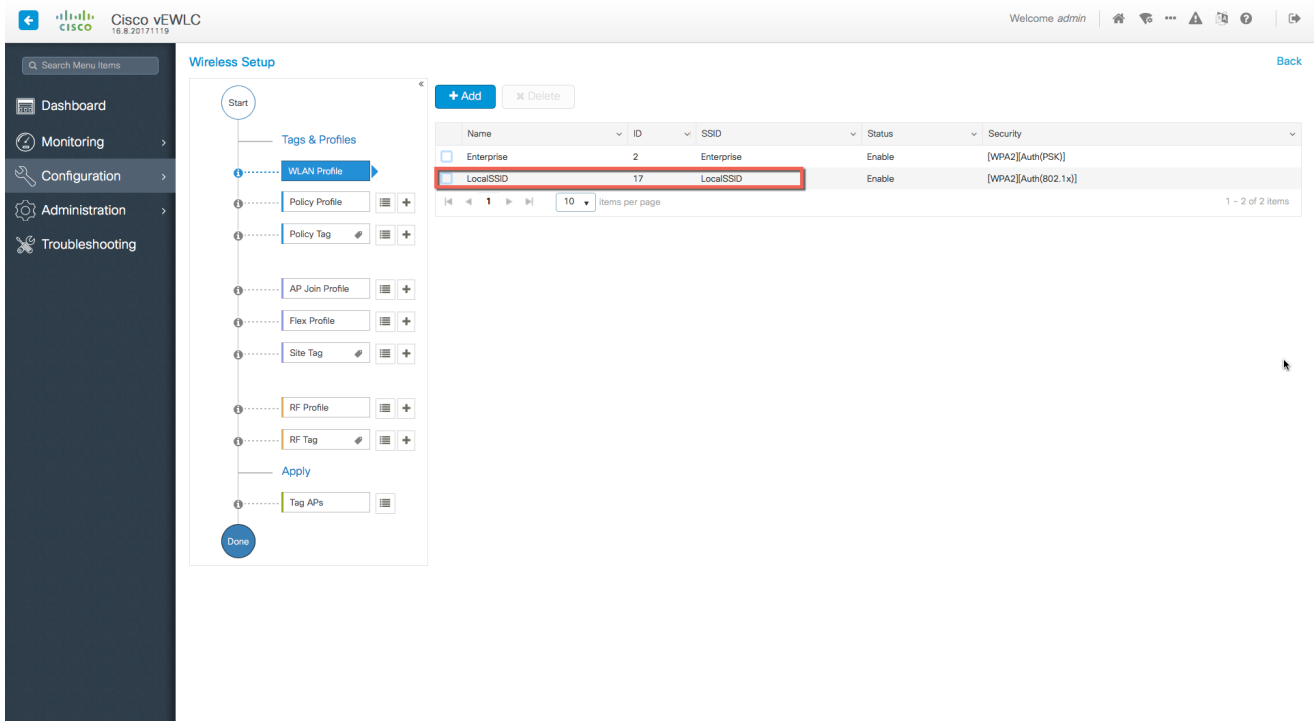 CISCO
Cisco vEWLC
16.8.20171119
Welcome admin
Search Menu Items
Dashboard
Monitoring
Configuration
Administration
Troubleshooting
Wireless Setup
Back
Start
Tags & Profiles
WLAN Profile
Policy Profile
Policy Tag
AP Join Profile
Flex Profile
Site Tag
RF Profile
RF Tag
Apply
Tag APs
Done
+ Add
× Delete
Name ID SSID Status Security
Enterprise 2 Enterprise Enable [WPA2][Auth(PSK)]
LocalSSID 17 LocalSSID Enable [WPA2][Auth(802.1x)]
1 10 items per page 1 - 2 of 2 items